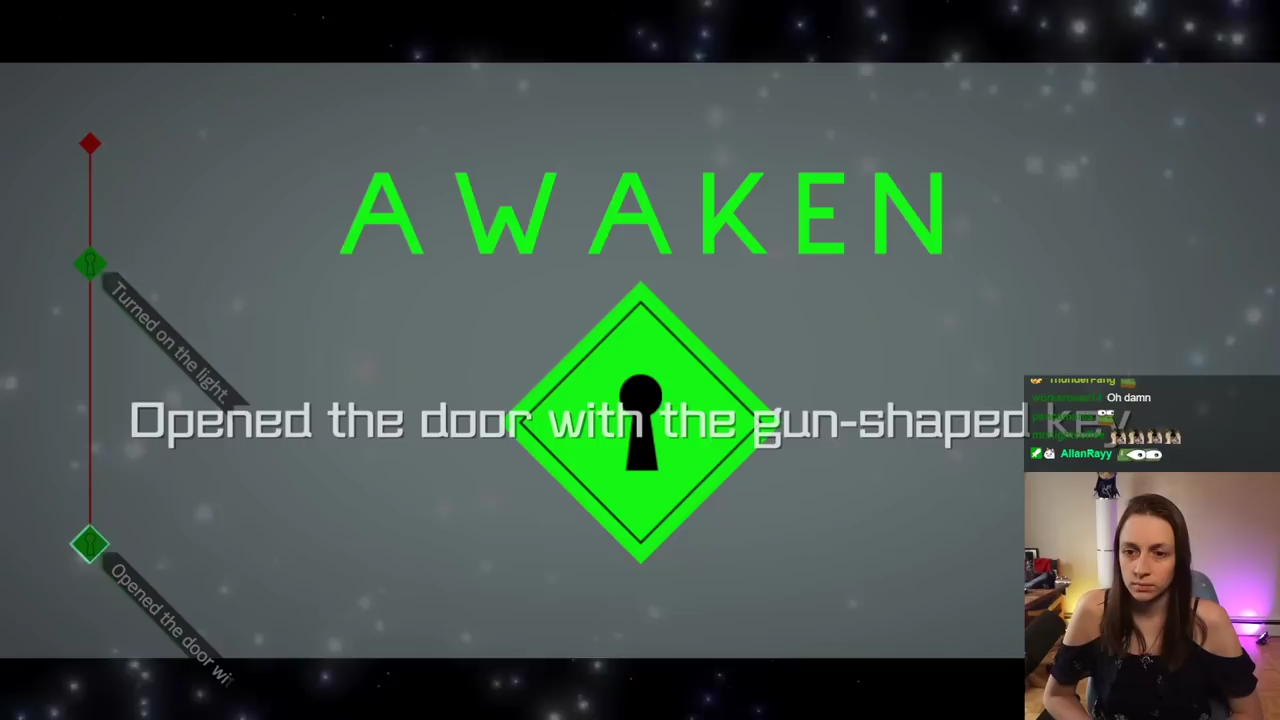 AWAKEN
Turned on the light.
Opened the door with the gun-shaped key
Opened the door wi
ThunderFang
Oh damn
AllanRayy